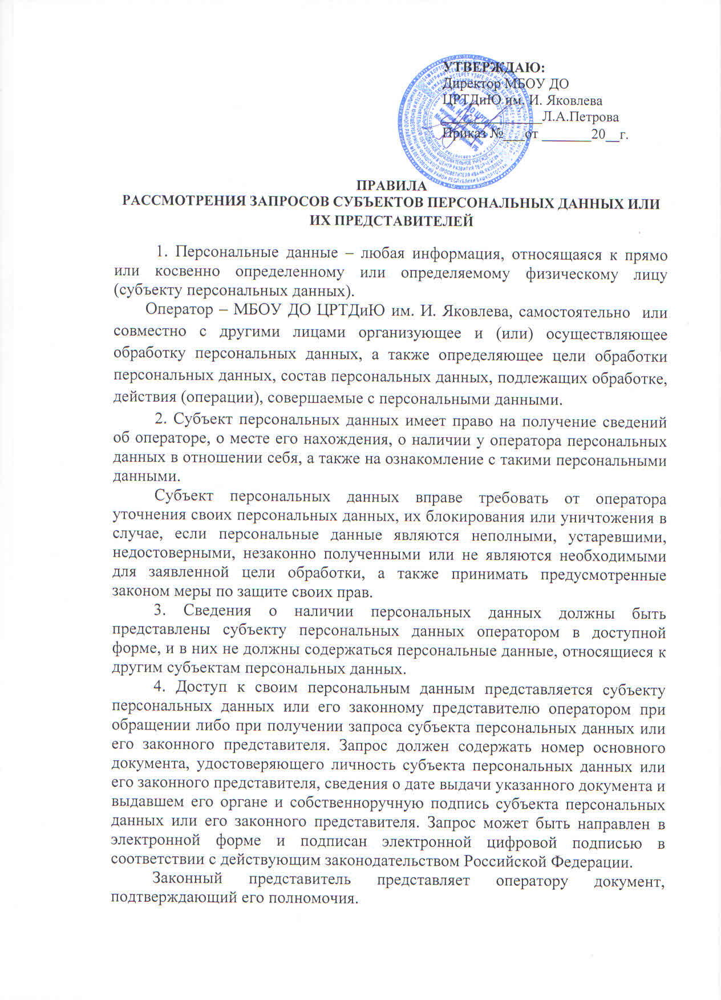 УТВЕРЖДАЮ:
Директор МБОУ ДО
ЦРТДиЮ им. И. Яковлева
______________Л.А.Петрова
Приказ №___от _______20__г.
ПРАВИЛА
РАССМОТРЕНИЯ ЗАПРОСОВ СУБЪЕКТОВ ПЕРСОНАЛЬНЫХ ДАННЫХ ИЛИ
ИХ ПРЕДСТАВИТЕЛЕЙ
1. Персональные данные – любая информация, относящаяся к прямо
или косвенно определенному или определяемому физическому лицу
(субъекту персональных данных).
Оператор – МБОУ ДО ЦРТДиЮ им. И. Яковлева, самостоятельно или
совместно с другими лицами организующее и (или) осуществляющее
обработку персональных данных, а также определяющее цели обработки
персональных данных, состав персональных данных, подлежащих обработке,
действия (операции), совершаемые с персональными данными.
2. Субъект персональных данных имеет право на получение сведений
об операторе, о месте его нахождения, о наличии у оператора персональных
данных в отношении себя, а также на ознакомление с такими персональными
данными.
Субъект персональных данных вправе требовать от оператора
уточнения своих персональных данных, их блокирования или уничтожения в
случае, если персональные данные являются неполными, устаревшими,
недостоверными, незаконно полученными или не являются необходимыми
для заявленной цели обработки, а также принимать предусмотренные
законом меры по защите своих прав.
3. Сведения о наличии персональных данных должны быть
представлены субъекту персональных данных оператором в доступной
форме, и в них не должны содержаться персональные данные, относящиеся к
другим субъектам персональных данных.
4. Доступ к своим персональным данным представляется субъекту
персональных данных или его законному представителю оператором при
обращении либо при получении запроса субъекта персональных данных или
его законного представителя. Запрос должен содержать номер основного
документа, удостоверяющего личность субъекта персональных данных или
его законного представителя, сведения о дате выдачи указанного документа и
выдавшем его органе и собственноручную подпись субъекта персональных
данных или его законного представителя. Запрос может быть направлен в
электронной форме и подписан электронной цифровой подписью в
соответствии с действующим законодательством Российской Федерации.
Законный представитель представляет оператору документ,
подтверждающий его полномочия.